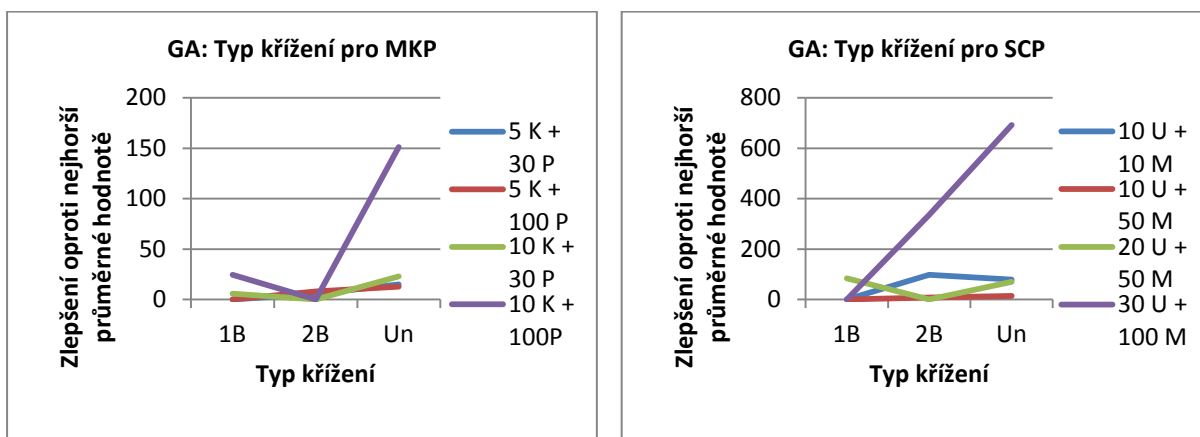 GA: Typ křížení pro MKP
Zlepšení oproti nejhorší
průměrné hodnotě
200
150
100
50
0
1B 2B Un
Typ křížení
5 K +
30 P
5 K +
100 P
10 K +
30 P
10 K +
100P
GA: Typ křížení pro SCP
Zlepšení oproti nejhorší
průměrné hodnotě
800
600
400
200
0
1B 2B Un
Typ křížení
10 U +
10 M
10 U +
50 M
20 U +
50 M
30 U +
100 M